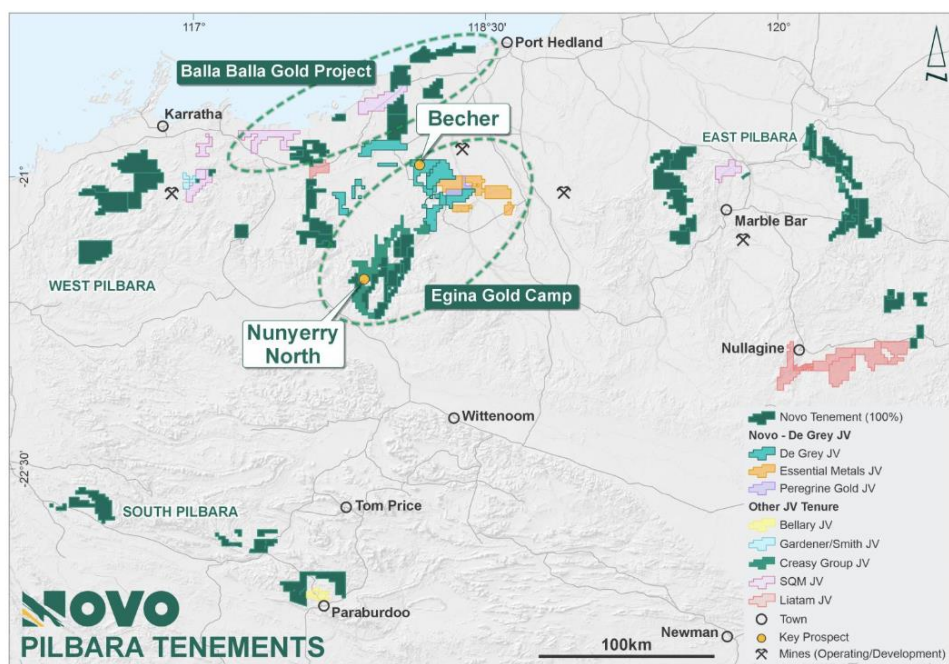 117°
118°30'
120°
Port Hedland
Balla Balla Gold Project
Karratha
Becher
EAST PILBARA
N
-21°
Marble Bar
WEST PILBARA
Egina Gold Camp
Nunyerry
North
Nullagine
Wittenoom
-22°30
Tom Price
SOUTH PILBARA
Paraburdoo
Newman
100km
NOVO
PILBARA TENEMENTS
Novo Tenement (100%)
Novo - De Grey JV
De Grey JV
Essential Metals JV
Peregrine Gold JV
Other JV Tenure
Bellary JV
Gardener/Smith JV
Creasy Group JV
SQM JV
Liatam JV
Town
Key Prospect
Mines (Operating/Development)